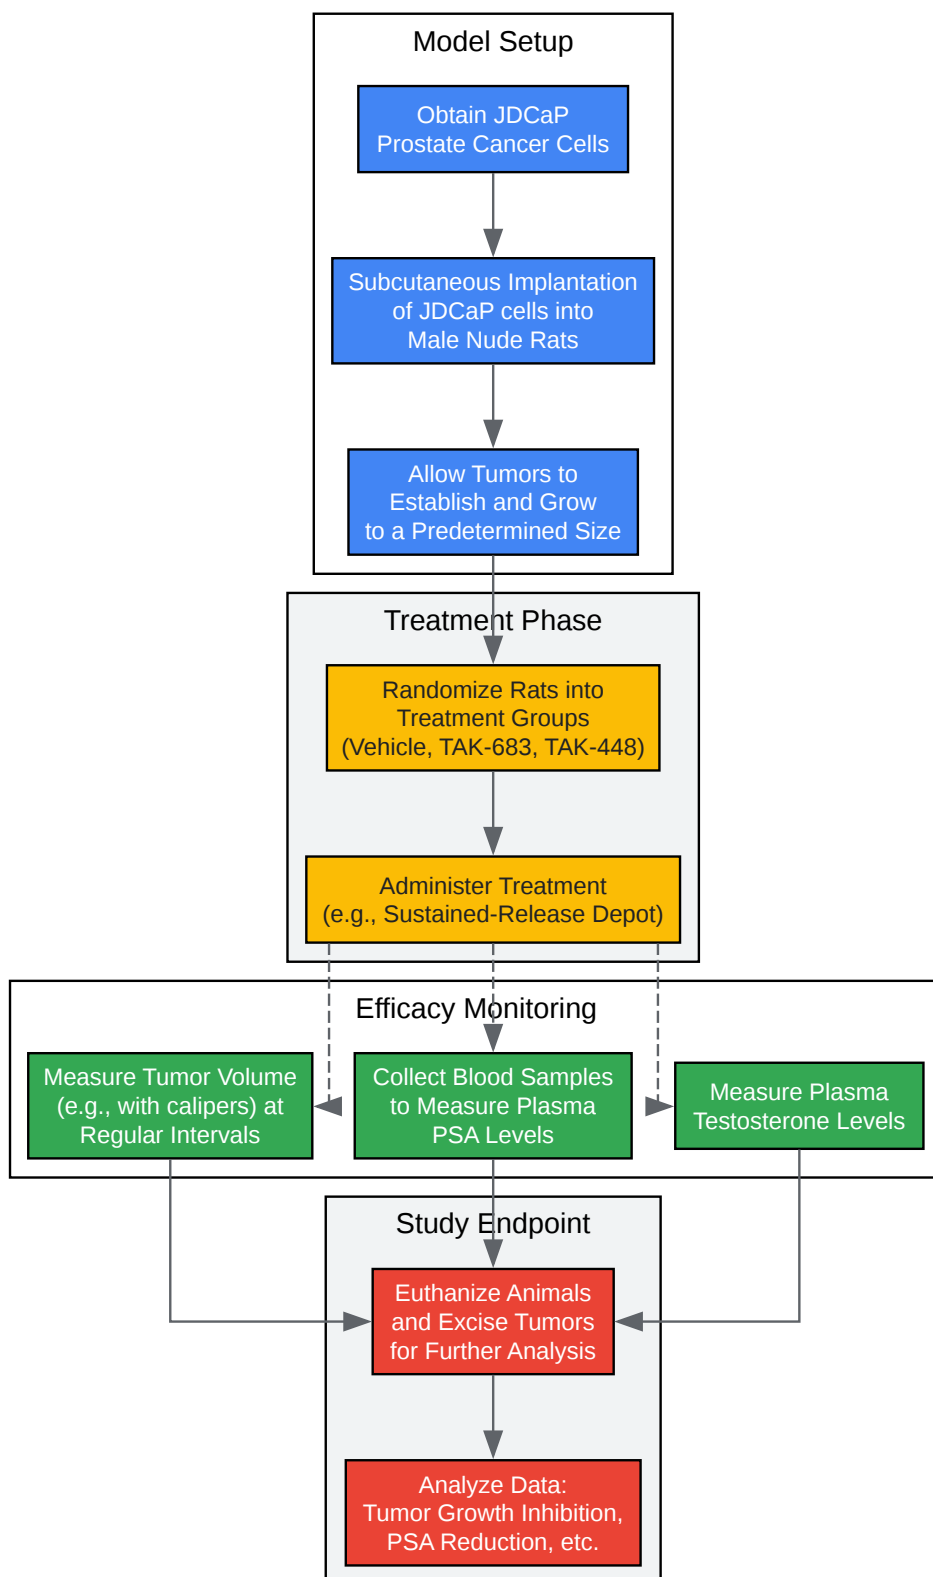 Model Setup
Obtain JDCaP
Prostate Cancer Cells
Subcutaneous Implantation
of JDCaP cells into
Male Nude Rats
Allow Tumors to
Establish and Grow
to a Predetermined Size
Treatment Phase
Randomize Rats into
Treatment Groups
(Vehicle, TAK-683, TAK-448)
Administer Treatment
(e.g., Sustained-Release Depot)
Efficacy Monitoring
Measure Tumor Volume
(e.g., with calipers) at
Regular Intervals
Collect Blood Samples
to Measure Plasma
PSA Levels
Measure Plasma
Testosterone Levels
Study Endpoint
Euthanize Animals
and Excise Tumors
for Further Analysis
Analyze Data:
Tumor Growth Inhibition,
PSA Reduction, etc.